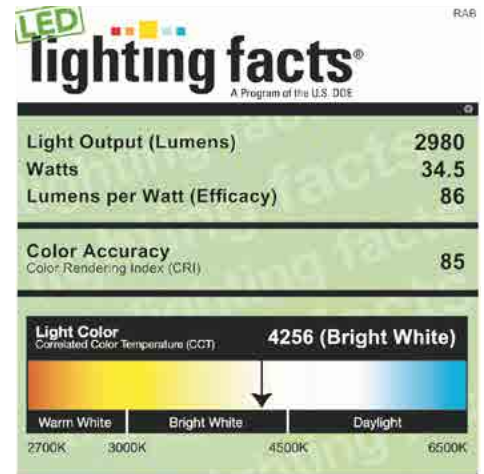 RAB
LED
lighting facts®
A Program of the U.S. DOE
Light Output (Lumens) 2980
Watts 34.5
Lumens per Watt (Efficacy) 86
Color Accuracy
Color Rendering Index (CRI) 85
Light Color
Correlated Color Temperature (CCT) 4256 (Bright White)
Warm White Bright White Daylight
2700K 3000K 4500K 6500K